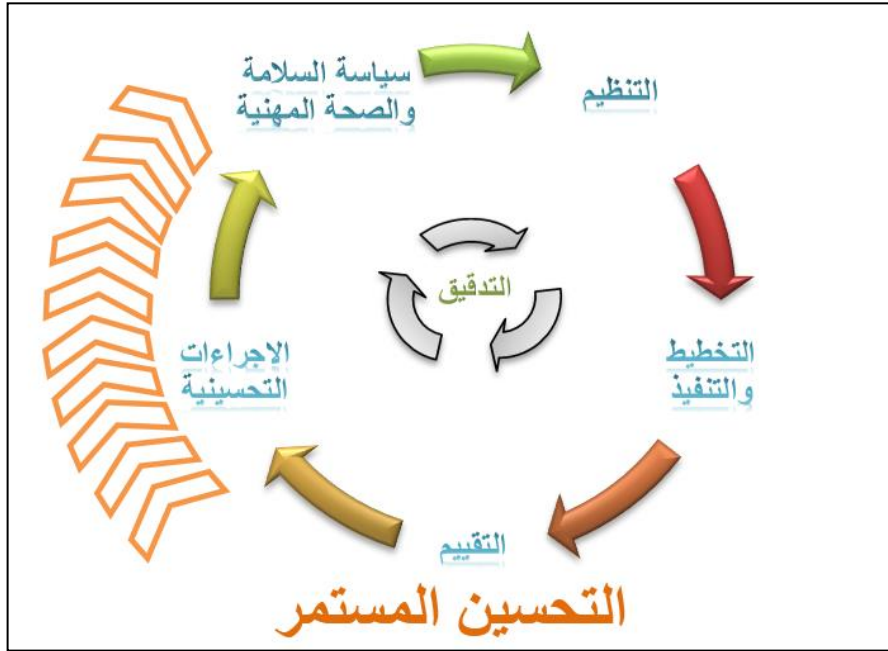 سياسة السلامة
والصحة المهنية
التنظيم
التخطيط
والتنفيذ
التقييم
الاجراءات
التحسينية
التدقيق
التحسين المستمر